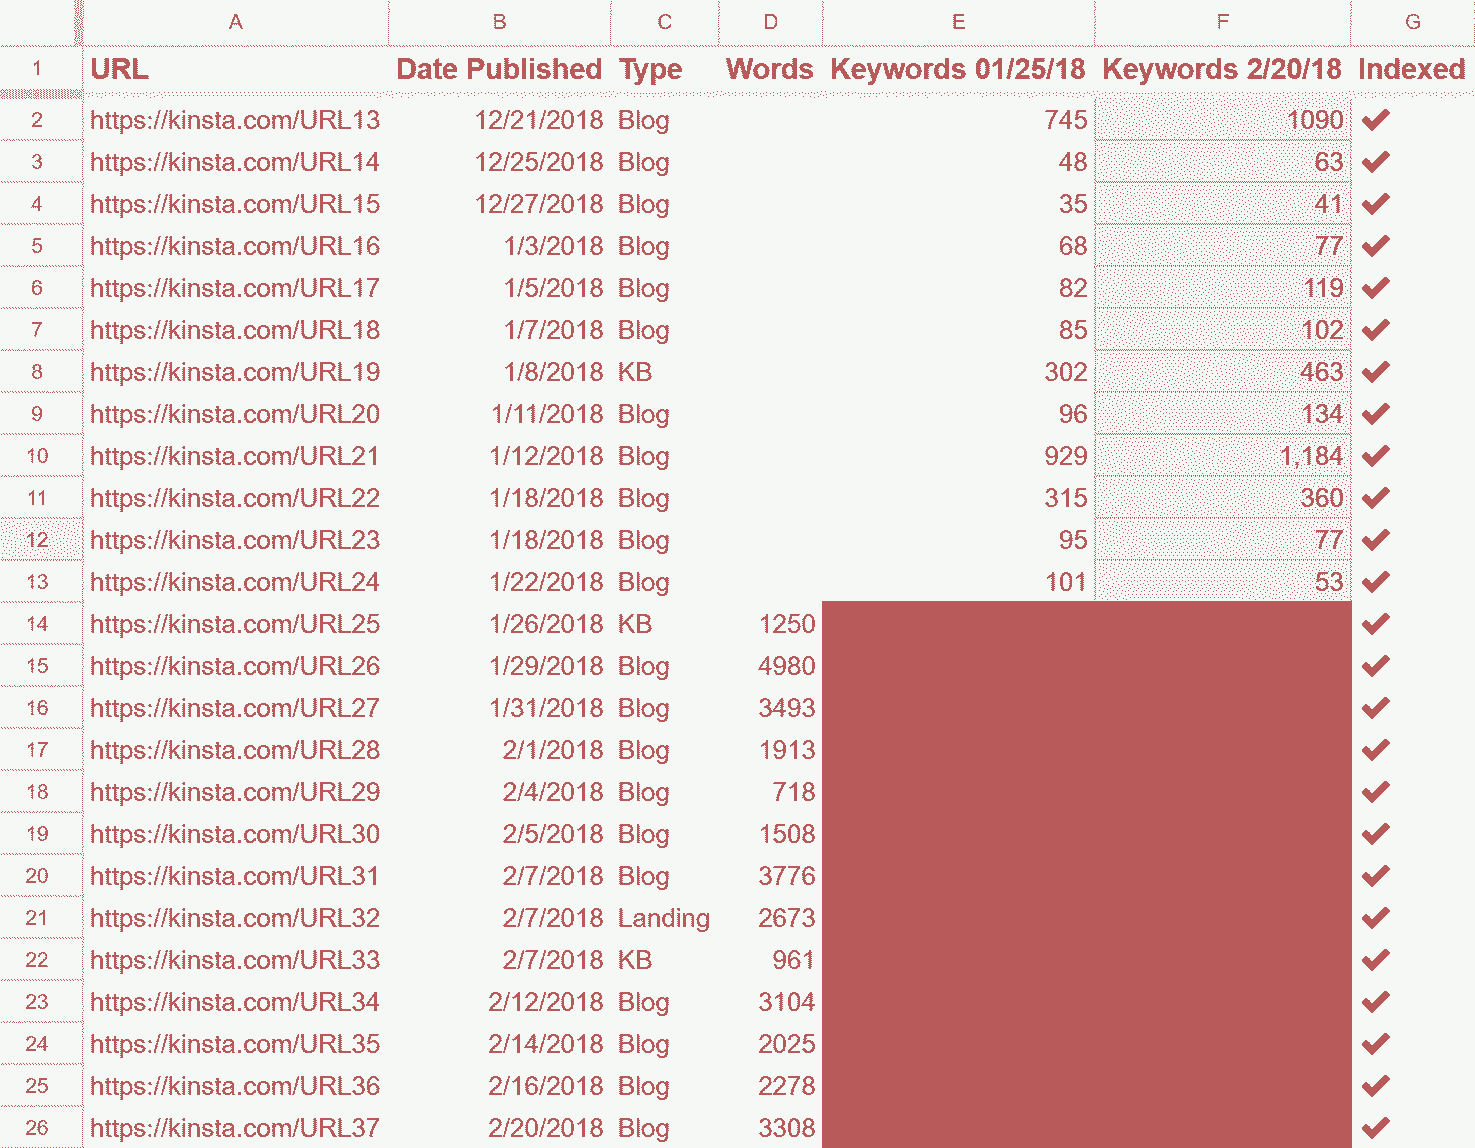 A B C D E F G
1 URL Date Published Type Words Keywords 01/25/18 Keywords 2/20/18 Indexed
2 https://kinsta.com/URL13 12/21/2018 Blog 745 1090 ✔
3 https://kinsta.com/URL14 12/25/2018 Blog 48 63 ✔
4 https://kinsta.com/URL15 12/27/2018 Blog 35 41 ✔
5 https://kinsta.com/URL16 1/3/2018 Blog 68 77 ✔
6 https://kinsta.com/URL17 1/5/2018 Blog 82 119 ✔
7 https://kinsta.com/URL18 1/7/2018 Blog 85 102 ✔
8 https://kinsta.com/URL19 1/8/2018 KB 302 463 ✔
9 https://kinsta.com/URL20 1/11/2018 Blog 96 134 ✔
10 https://kinsta.com/URL21 1/12/2018 Blog 929 1,184 ✔
11 https://kinsta.com/URL22 1/18/2018 Blog 315 360 ✔
12 https://kinsta.com/URL23 1/18/2018 Blog 95 77 ✔
13 https://kinsta.com/URL24 1/22/2018 Blog 101 53 ✔
14 https://kinsta.com/URL25 1/26/2018 KB 1250 ✔
15 https://kinsta.com/URL26 1/29/2018 Blog 4980 ✔
16 https://kinsta.com/URL27 1/31/2018 Blog 3493 ✔
17 https://kinsta.com/URL28 2/1/2018 Blog 1913 ✔
18 https://kinsta.com/URL29 2/4/2018 Blog 718 ✔
19 https://kinsta.com/URL30 2/5/2018 Blog 1508 ✔
20 https://kinsta.com/URL31 2/7/2018 Blog 3776 ✔
21 https://kinsta.com/URL32 2/7/2018 Landing 2673 ✔
22 https://kinsta.com/URL33 2/7/2018 KB 961 ✔
23 https://kinsta.com/URL34 2/12/2018 Blog 3104 ✔
24 https://kinsta.com/URL35 2/14/2018 Blog 2025 ✔
25 https://kinsta.com/URL36 2/16/2018 Blog 2278 ✔
26 https://kinsta.com/URL37 2/20/2018 Blog 3308 ✔